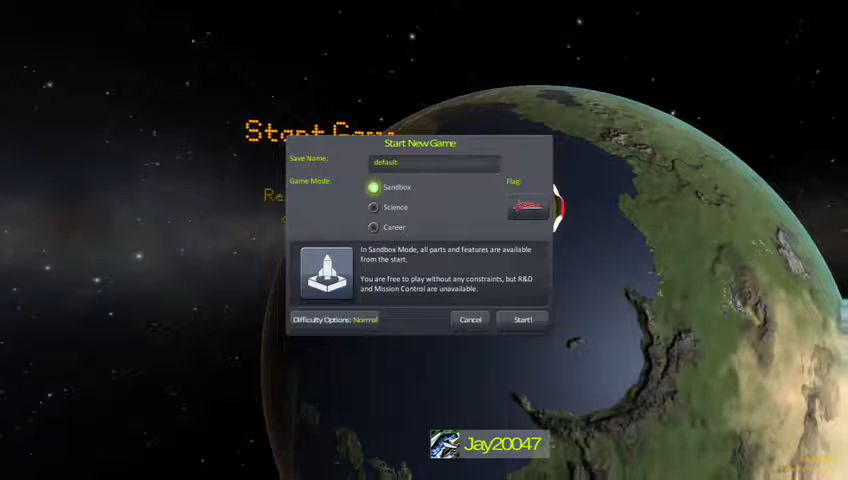 Start Game
Start New Game
Save Name:
default
Game Mode:
Sandbox
Flag:
Science
Career
In Sandbox Mode, all parts and features are available
from the start.
You are free to play without any constraints, but R&D
and Mission Control are unavailable.
Difficulty Options: Normal
Cancel
Start!
Jay20047